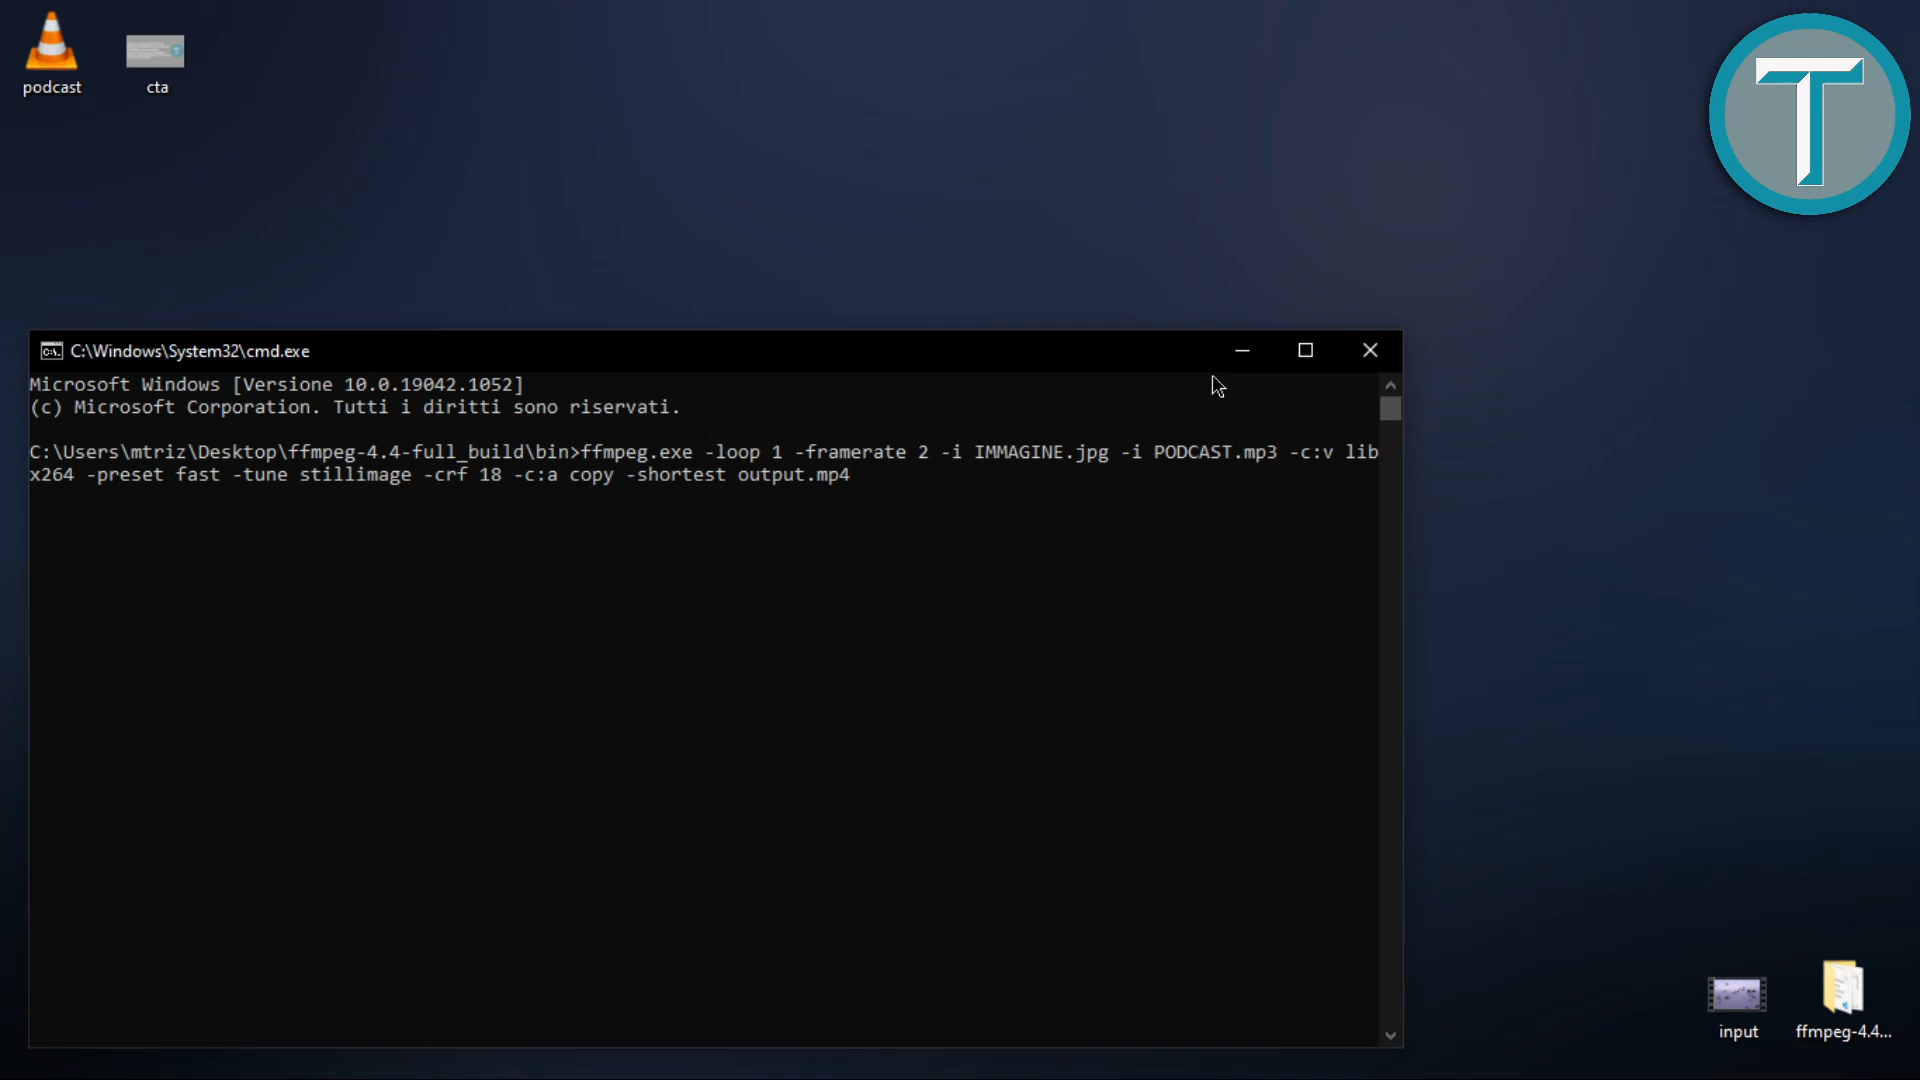 podcast
cta
T
C:\Windows\System32\cmd.exe
Microsoft Windows [Versione 10.0.19042.1052]
(c) Microsoft Corporation. Tutti i diritti sono riservati.
C:\Users\mtriz\Desktop\ffmpeg-4.4-full_build\bin>ffmpeg.exe -loop 1 -framerate 2 -i IMMAGINE.jpg -i PODCAST.mp3 -c:v lib
x264 -preset fast -tune stillimage -crf 18 -c:a copy -shortest output.mp4
input
ffmpeg-4.4...